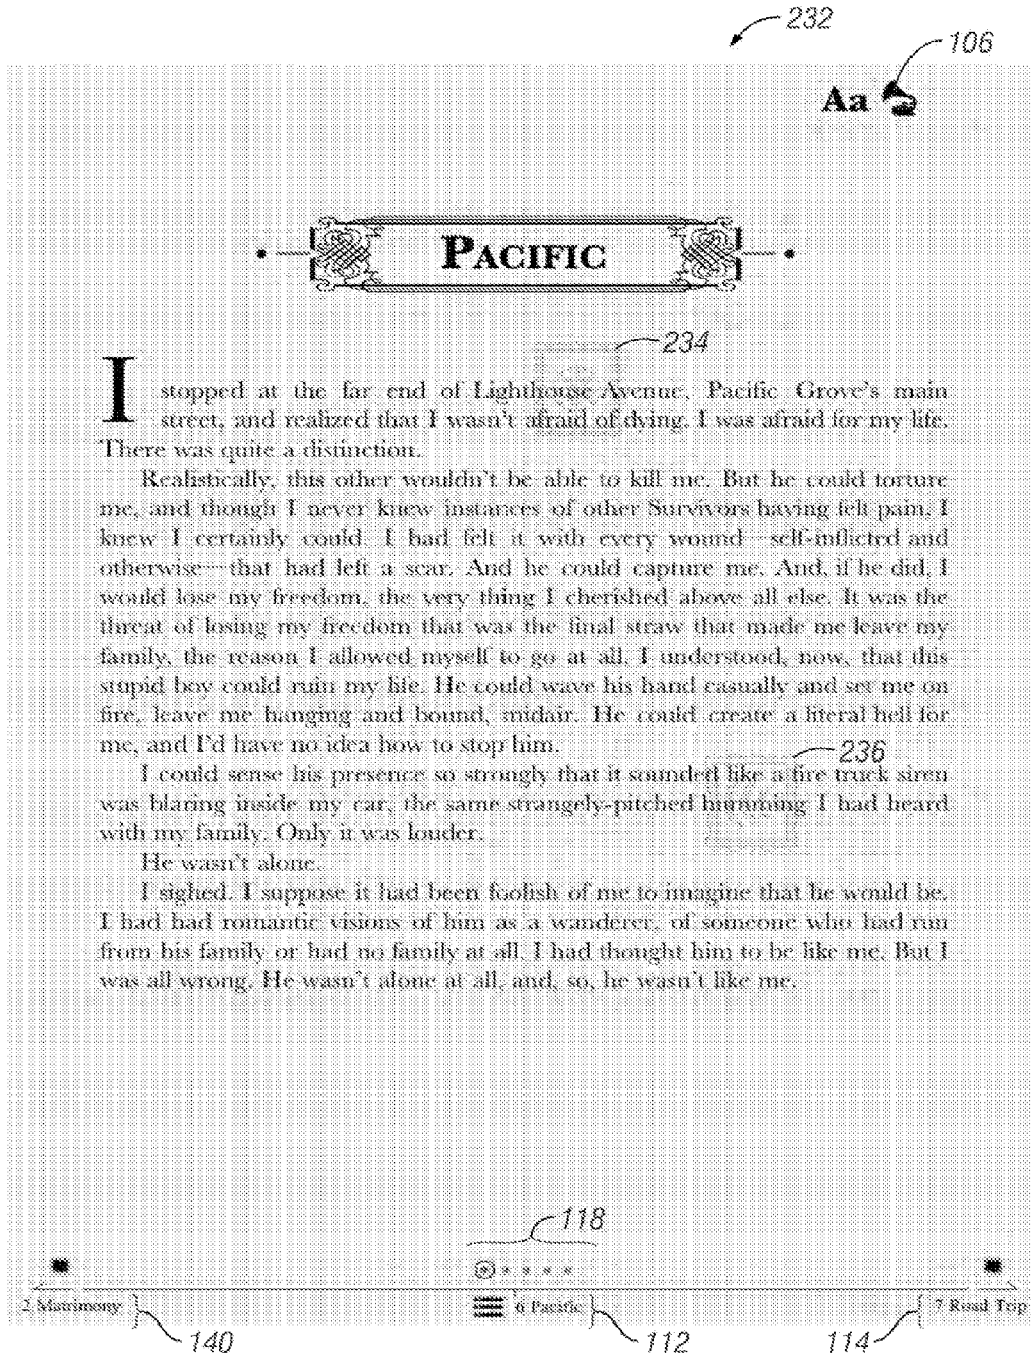 232
106
Aa
PACIFIC
234
I stopped at the far end of Lighthouse Avenue, Pacific Grove's main
street, and realized that I wasn't afraid of dying. I was afraid for my life.
There was quite a distinction.
Realistically, this other wouldn't be able to kill me. But he could torture
me, and though I never knew instances of other Survivors having felt pain, I
knew I certainly could. I had felt it with every wound—self-inflicted and
otherwise—that had left a scar. And he could capture me. And, if he did, I
would lose my freedom, the very thing I cherished above all else. It was the
threat of losing my freedom that was the final straw that made me leave my
family, the reason I allowed myself to go at all. I understood, now, that this
stupid boy could ruin my life. He could wave his hand casually and set me on
fire, leave me hanging and bound, midair. He could create a literal hell for
me, and I'd have no idea how to stop him.
236
I could sense his presence so strongly that it sounded like a fire truck siren
was blaring inside my car, the same strangely-pitched humming I had heard
with my family. Only it was louder.
He wasn't alone.
I sighed. I suppose it had been foolish of me to imagine that he would be.
I had had romantic visions of him as a wanderer, of someone who had run
from his family or had no family at all. I had thought him to be like me. But I
was all wrong. He wasn't alone at all, and, so, he wasn't like me.
118
2 Matrimony
6 Pacific
7 Road Trip
140
112
114